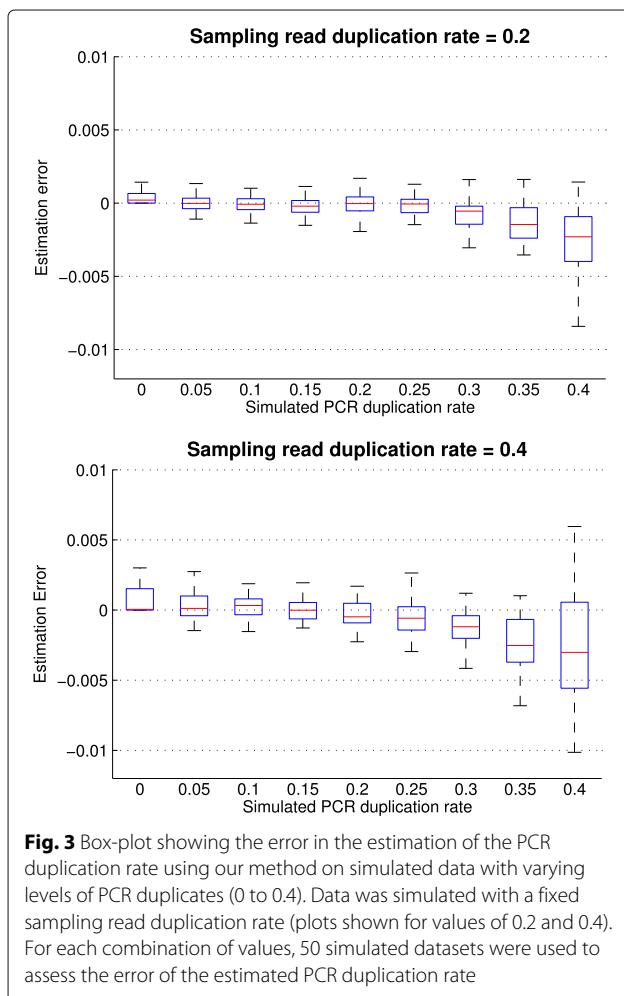 Sampling read duplication rate = 0.2
0.01
0.005
0
−0.005
−0.01
Estimation error
0 0.05 0.1 0.15 0.2 0.25 0.3 0.35 0.4
Simulated PCR duplication rate
Sampling read duplication rate = 0.4
0.01
0.005
0
−0.005
−0.01
Estimation Error
0 0.05 0.1 0.15 0.2 0.25 0.3 0.35 0.4
Simulated PCR duplication rate
Fig. 3 Box-plot showing the error in the estimation of the PCR
duplication rate using our method on simulated data with varying
levels of PCR duplicates (0 to 0.4). Data was simulated with a fixed
sampling read duplication rate (plots shown for values of 0.2 and 0.4).
For each combination of values, 50 simulated datasets were used to
assess the error of the estimated PCR duplication rate